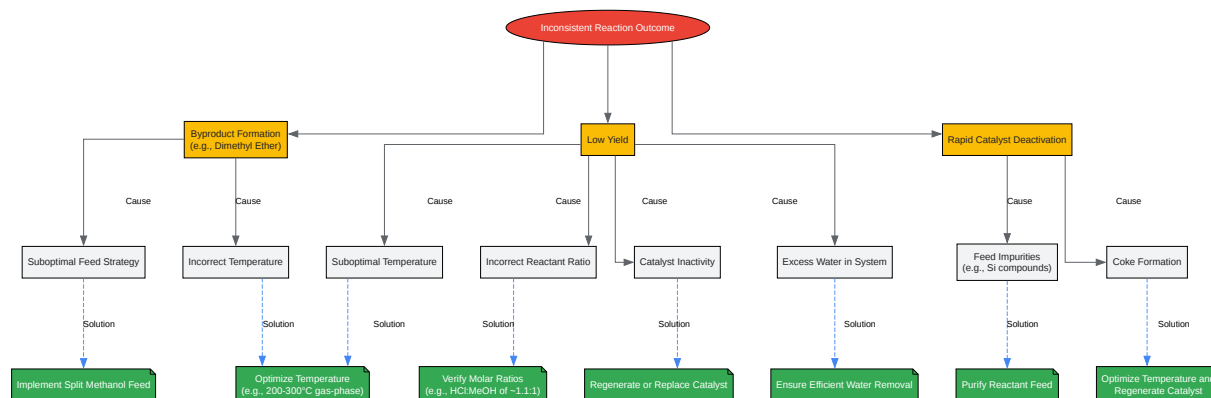 Inconsistent Reaction Outcome
Byproduct Formation
(e.g., Dimethyl Ether)
Low Yield
Rapid Catalyst Deactivation
Cause
Cause
Cause
Cause
Cause
Cause
Cause
Cause
Suboptimal Feed Strategy
Incorrect Temperature
Suboptimal Temperature
Incorrect Reactant Ratio
Catalyst Inactivity
Excess Water in System
Feed Impurities
(e.g., Si compounds)
Coke Formation
Solution
Solution
Solution
Solution
Solution
Solution
Solution
Solution
Implement Split Methanol Feed
Optimize Temperature
(e.g., 200-300°C gas-phase)
Verify Molar Ratios
(e.g., HCl:MeOH of ~1.1:1)
Regenerate or Replace Catalyst
Ensure Efficient Water Removal
Purify Reactant Feed
Optimize Temperature and
Regenerate Catalyst